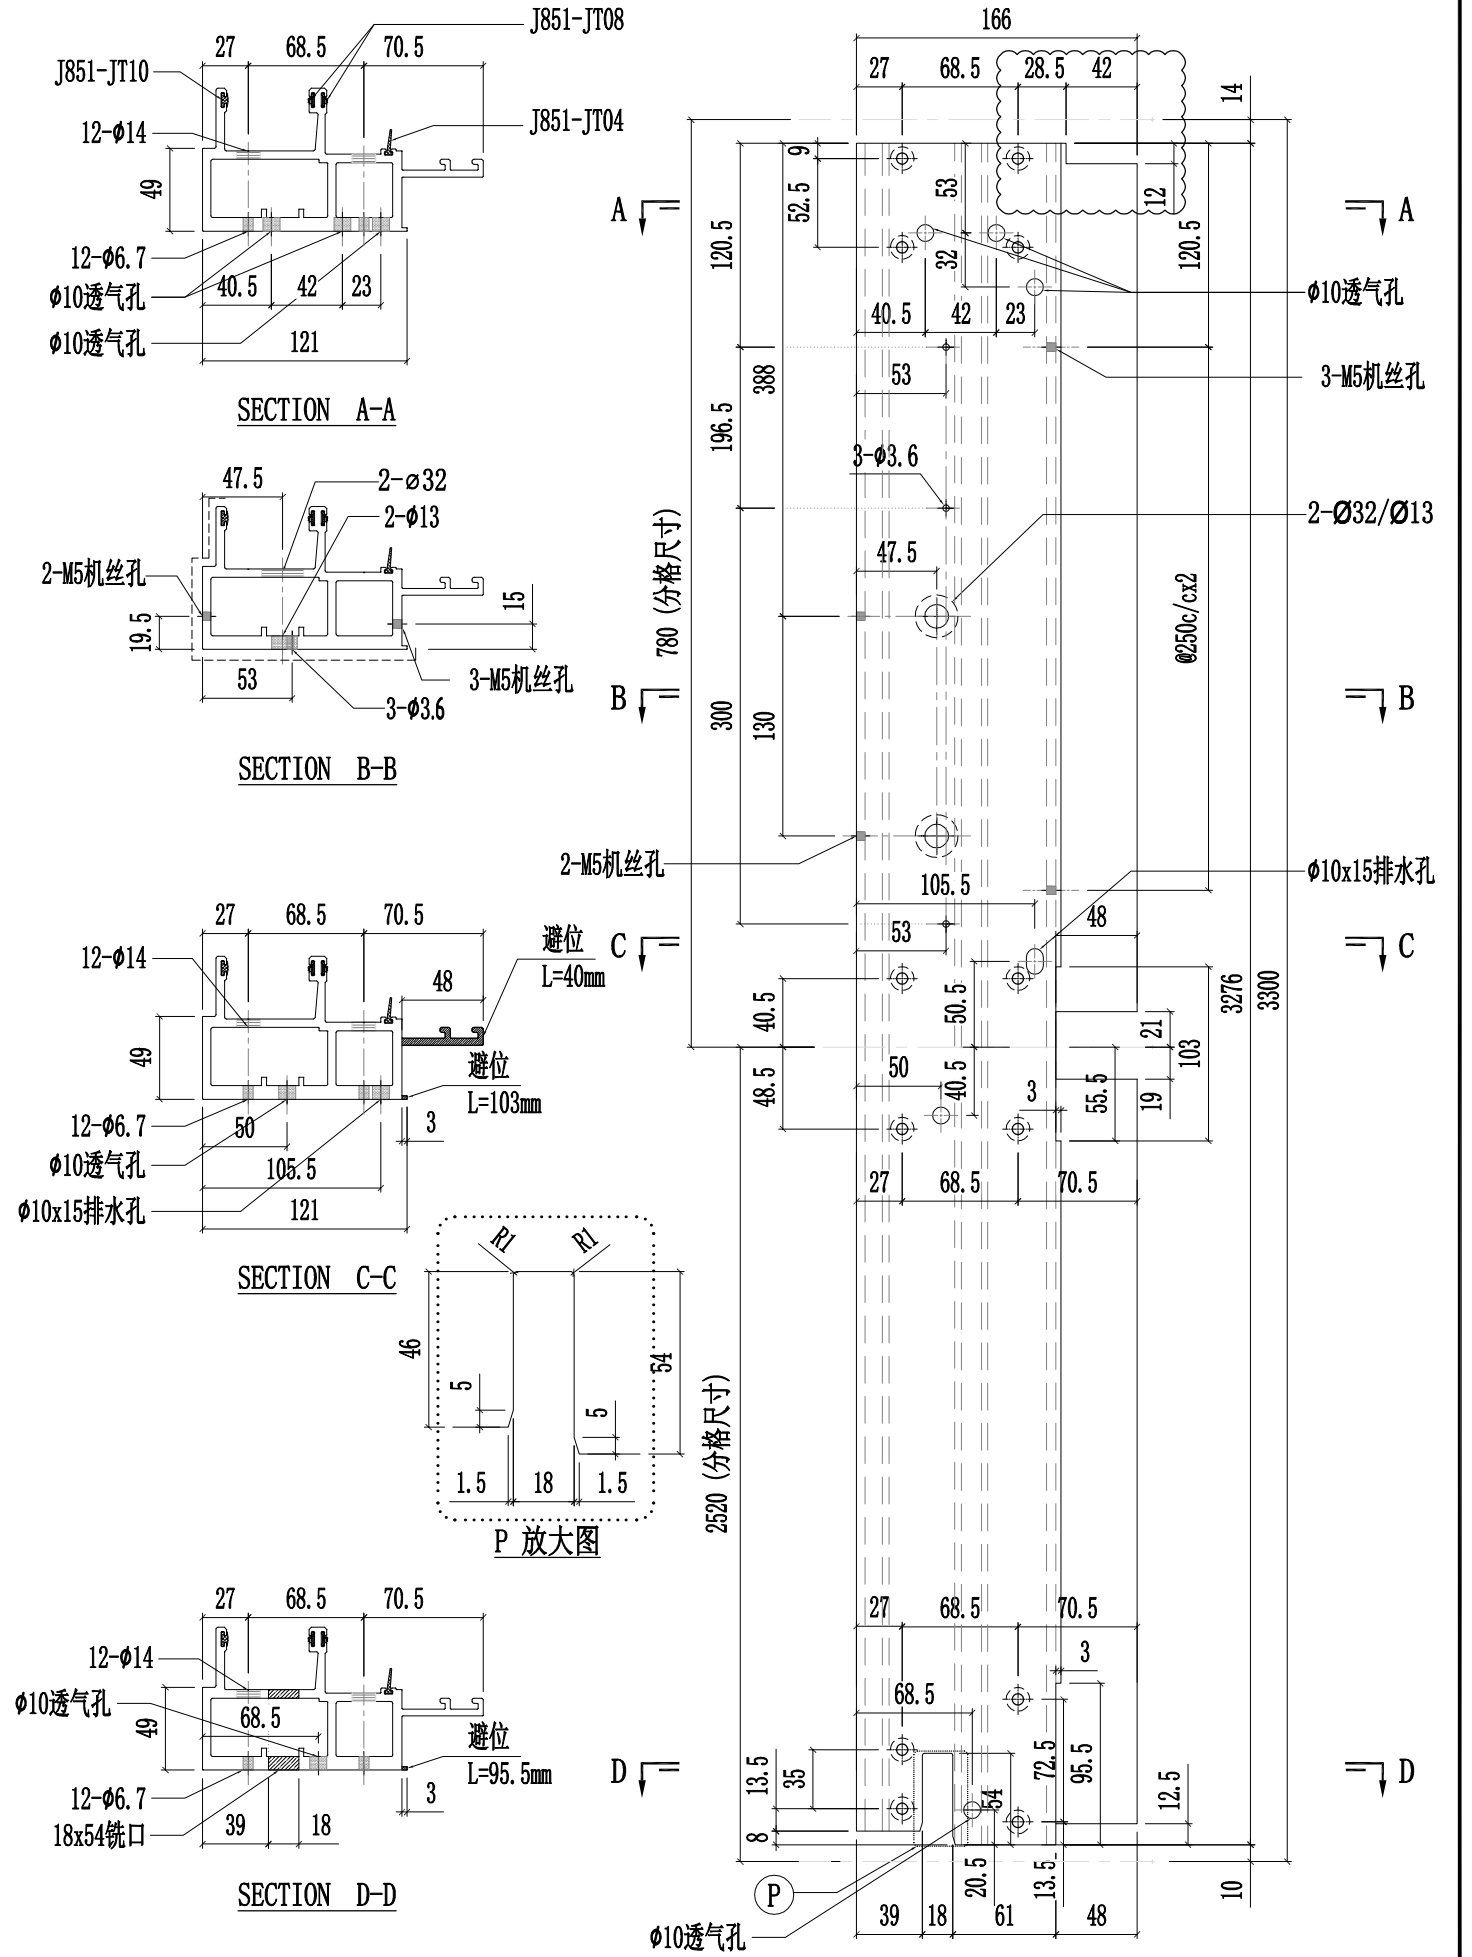 J851-JT08
27 68.5 70.5
J851-JT10
12-ϕ14
J851-JT04
49
12-ϕ6.7
ϕ10透气孔
40.5 42 23
ϕ10透气孔
121
SECTION A-A
47.5
2-⌀32
2-ϕ13
2-M5机丝孔
19.5
15
53
3-M5机丝孔
3-ϕ3.6
SECTION B-B
27 68.5 70.5
12-ϕ14
避位
L=40mm
48
49
避位
L=103mm
12-ϕ6.7
50
3
ϕ10透气孔
105.5
ϕ10x15排水孔
121
SECTION C-C
R1 R1
46
54
5
5
1.5 18 1.5
P 放大图
27 68.5 70.5
12-ϕ14
ϕ10透气孔
68.5
49
避位
L=95.5mm
12-ϕ6.7
3
18x54铣口
39 18
SECTION D-D
166
27 68.5 28.5 42
14
9
52.5
53
12
A A
120.5
120.5
32
ϕ10透气孔
40.5 42 23
388
53
3-M5机丝孔
196.5
3-ϕ3.6
2-Ø32/Ø13
780 (分格尺寸)
47.5
@250c/cx2
B B
300
130
2-M5机丝孔
ϕ10x15排水孔
105.5
48
53
C C
40.5
50.5
3276
3300
21
103
50
48.5
40.5
3
55.5
19
27 68.5 70.5
2520 (分格尺寸)
27 68.5 70.5
3
68.5
D D
13.5
35
72.5
95.5
54
12.5
8
P
20.5
13.5
10
39 18 61 48
ϕ10透气孔